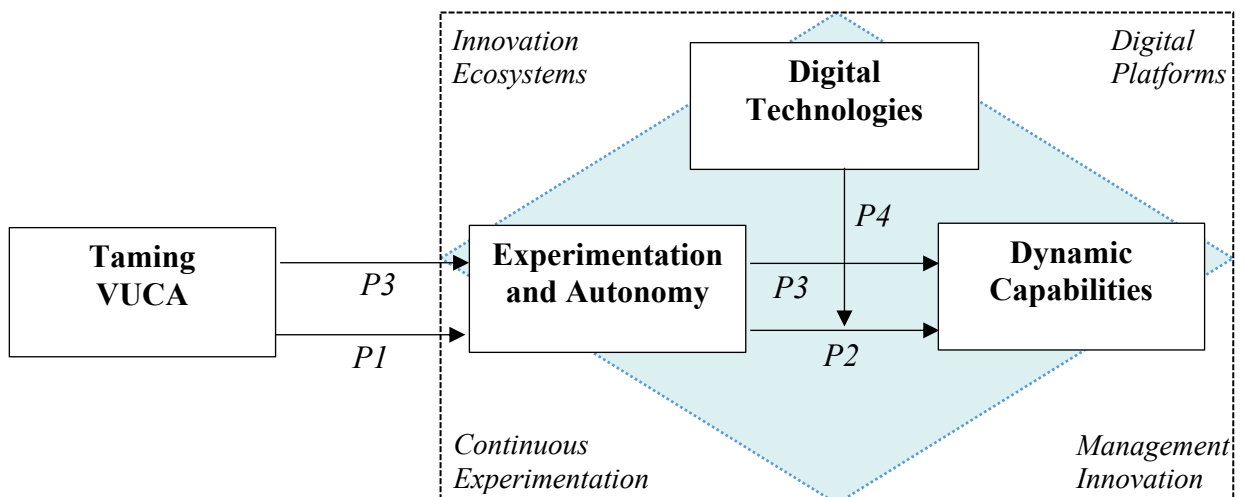 Innovation
Ecosystems
Digital
Platforms
Digital
Technologies
P4
Taming
VUCA
P3
P1
Experimentation
and Autonomy
P3
P2
Dynamic
Capabilities
Continuous
Experimentation
Management
Innovation